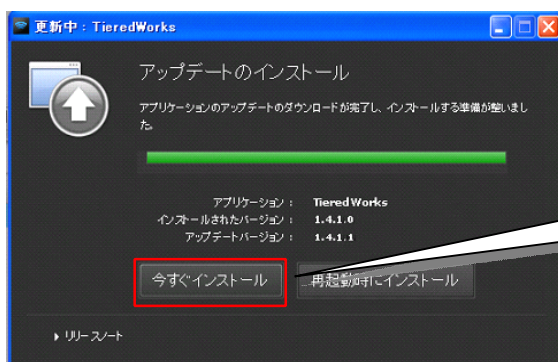 更新中：TieredWorks
アップデートのインストール
アプリケーションのアップデートのダウンロードが完了し、インストールする準備が整いまし
た。
アプリケーション： TieredWorks
インストールされたバージョン： 1.4.1.0
アップデートバージョン： 1.4.1.1
今すぐインストール 再起動時にインストール
リリースノート